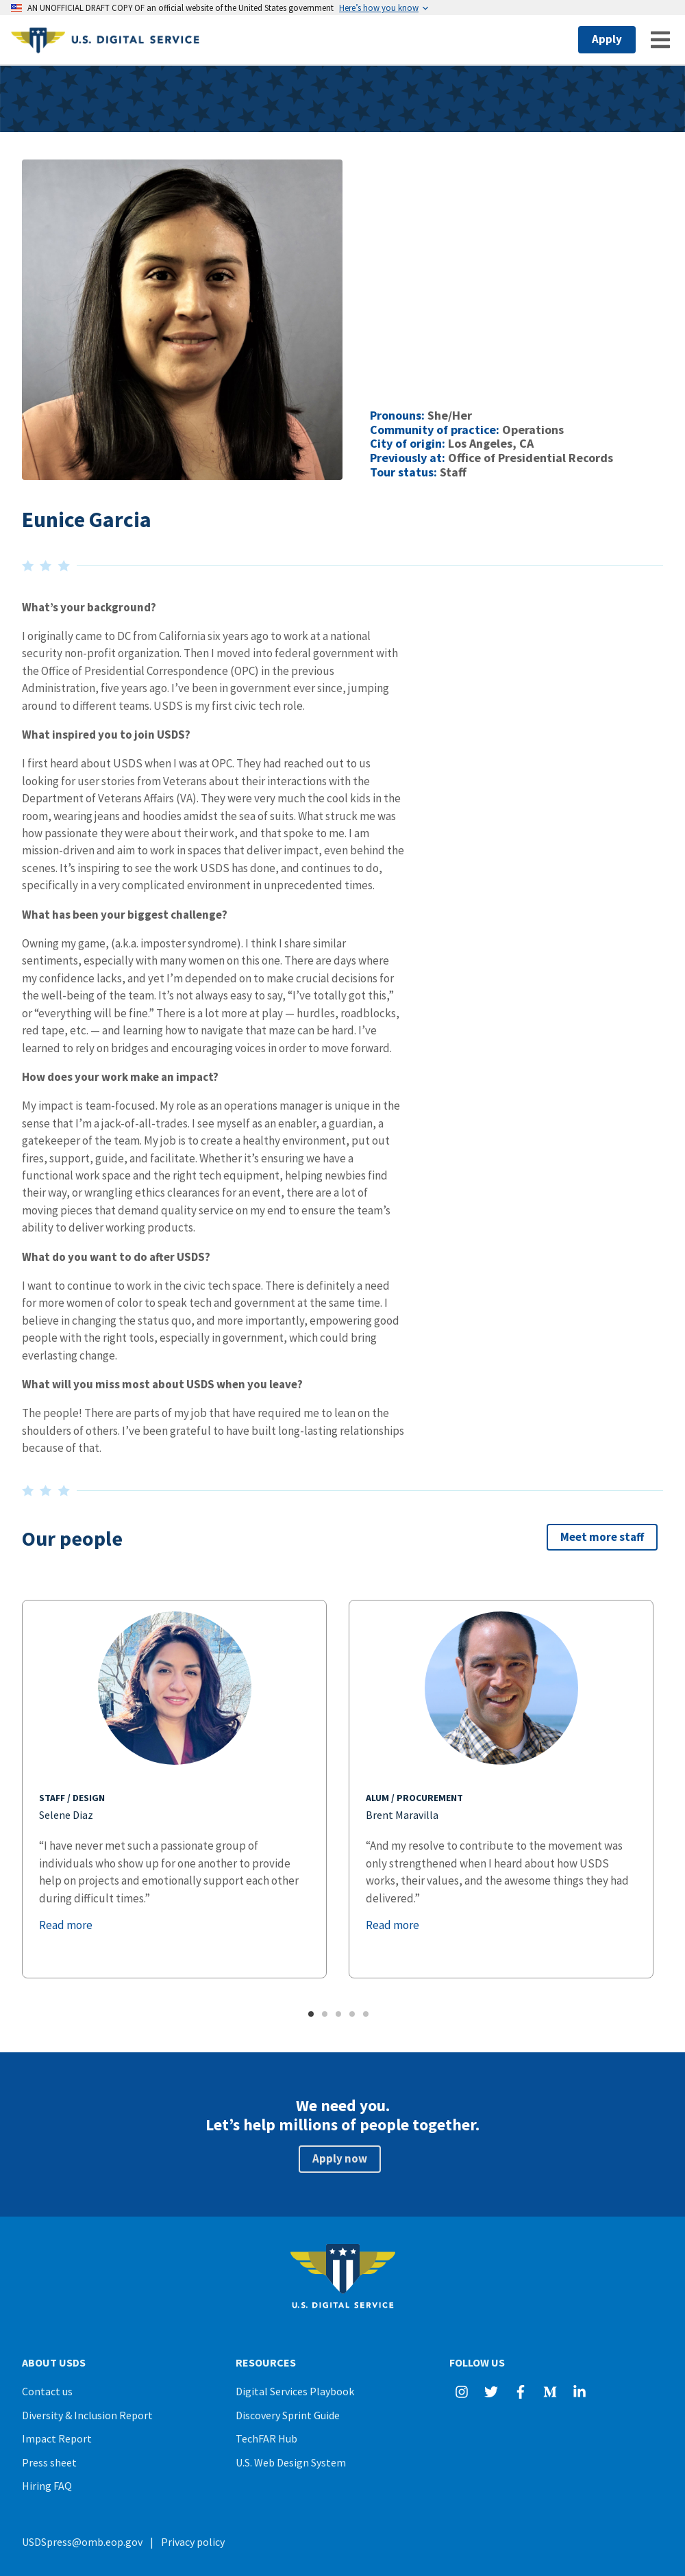 AN UNOFFICIAL DRAFT COPY OF an official website of the United States government Here's how you know
U.S. DIGITAL SERVICE
Apply
Pronouns: She/Her
Community of practice: Operations
City of origin: Los Angeles, CA
Previously at: Office of Presidential Records
Tour status: Staff
Eunice Garcia
What’s your background?
I originally came to DC from California six years ago to work at a national
security non-profit organization. Then I moved into federal government with
the Office of Presidential Correspondence (OPC) in the previous
Administration, five years ago. I’ve been in government ever since, jumping
around to different teams. USDS is my first civic tech role.
What inspired you to join USDS?
I first heard about USDS when I was at OPC. They had reached out to us
looking for user stories from Veterans about their interactions with the
Department of Veterans Affairs (VA). They were very much the cool kids in the
room, wearing jeans and hoodies amidst the sea of suits. What struck me was
how passionate they were about their work, and that spoke to me. I am
mission-driven and aim to work in spaces that deliver impact, even behind the
scenes. It’s inspiring to see the work USDS has done, and continues to do,
specifically in a very complicated environment in unprecedented times.
What has been your biggest challenge?
Owning my game, (a.k.a. imposter syndrome). I think I share similar
sentiments, especially with many women on this one. There are days where
my confidence lacks, and yet I’m depended on to make crucial decisions for
the well-being of the team. It’s not always easy to say, “I’ve totally got this,”
or “everything will be fine.” There is a lot more at play — hurdles, roadblocks,
red tape, etc. — and learning how to navigate that maze can be hard. I’ve
learned to rely on bridges and encouraging voices in order to move forward.
How does your work make an impact?
My impact is team-focused. My role as an operations manager is unique in the
sense that I’m a jack-of-all-trades. I see myself as an enabler, a guardian, a
gatekeeper of the team. My job is to create a healthy environment, put out
fires, support, guide, and facilitate. Whether it’s ensuring we have a
functional work space and the right tech equipment, helping newbies find
their way, or wrangling ethics clearances for an event, there are a lot of
moving pieces that demand quality service on my end to ensure the team’s
ability to deliver working products.
What do you want to do after USDS?
I want to continue to work in the civic tech space. There is definitely a need
for more women of color to speak tech and government at the same time. I
believe in changing the status quo, and more importantly, empowering good
people with the right tools, especially in government, which could bring
everlasting change.
What will you miss most about USDS when you leave?
The people! There are parts of my job that have required me to lean on the
shoulders of others. I’ve been grateful to have built long-lasting relationships
because of that.
Our people
Meet more staff
STAFF / DESIGN
Selene Diaz
“I have never met such a passionate group of
individuals who show up for one another to provide
help on projects and emotionally support each other
during difficult times.”
Read more
ALUM / PROCUREMENT
Brent Maravilla
“And my resolve to contribute to the movement was
only strengthened when I heard about how USDS
works, their values, and the awesome things they had
delivered.”
Read more
We need you.
Let’s help millions of people together.
Apply now
U.S. DIGITAL SERVICE
ABOUT USDS
Contact us
Diversity & Inclusion Report
Impact Report
Press sheet
Hiring FAQ
RESOURCES
Digital Services Playbook
Discovery Sprint Guide
TechFAR Hub
U.S. Web Design System
FOLLOW US
USDSpress@omb.eop.gov | Privacy policy